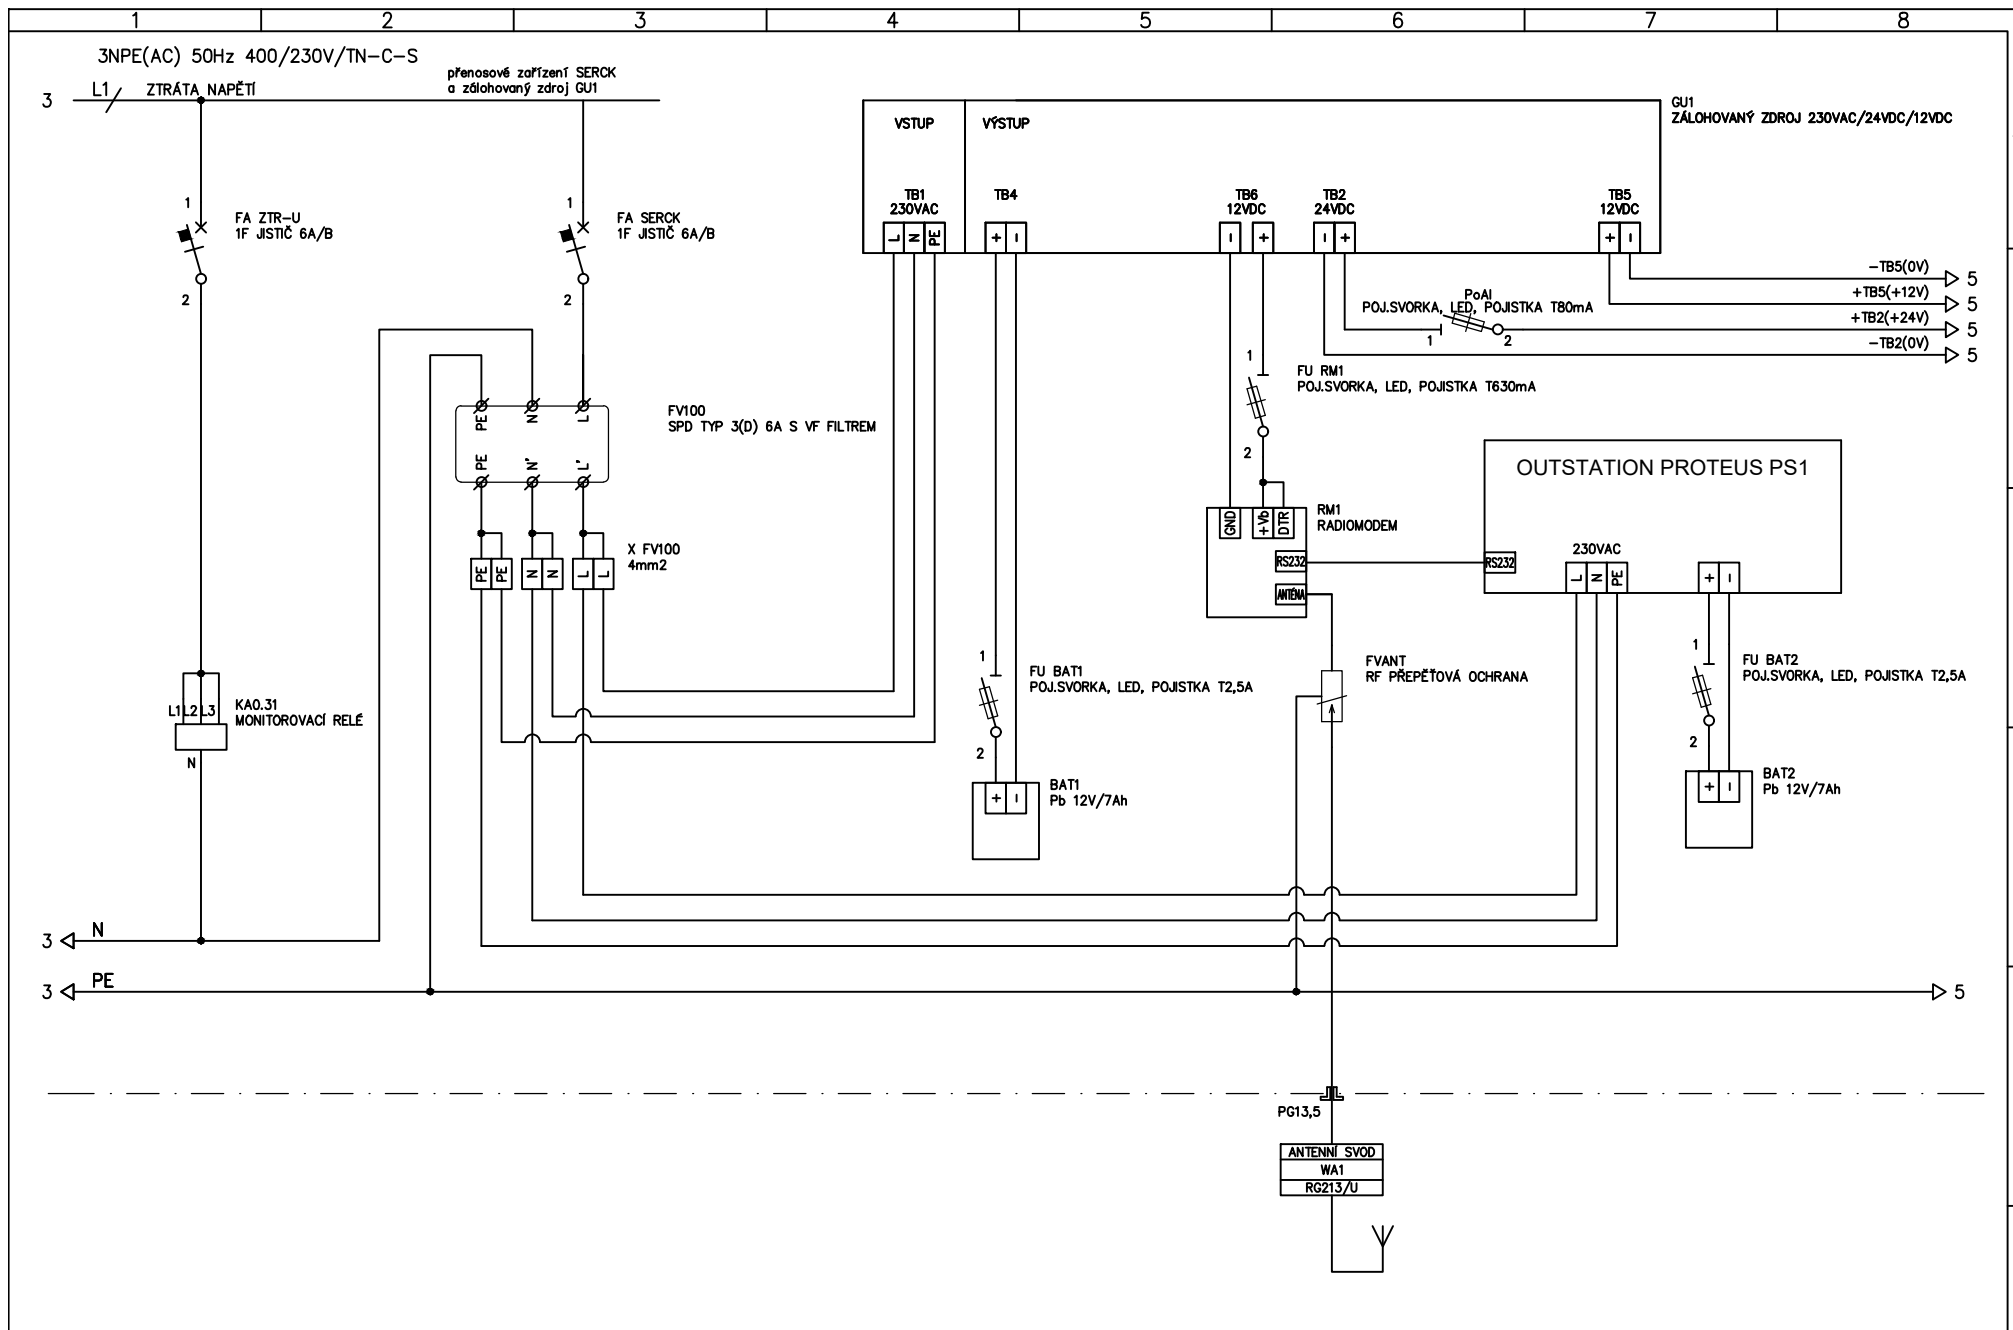 1 2 3 4 5 6 7 8
3NPE(AC) 50Hz 400/230V/TN-C-S
přenosové zařízení SERCK
a zálohovaný zdroj GU1
3 L1 ZTRÁTA NAPĚTÍ
GU1
ZÁLOHOVANÝ ZDROJ 230VAC/24VDC/12VDC
VSTUP VÝSTUP
TB1 TB4 TB6 TB2 TB5
230VAC 12VDC 24VDC 12VDC
L N PE + - - + - + + -
1
FA ZTR-U
1F JISTIČ 6A/B
2
1
FA SERCK
1F JISTIČ 6A/B
2
-TB5(0V) 5
+TB5(+12V) 5
+TB2(+24V) 5
-TB2(0V) 5
PoAI
POJ.SVORKA, LED, POJISTKA T80mA
1 2
1
FU RM1
POJ.SVORKA, LED, POJISTKA T630mA
2
PE N L
FV100
SPD TYP 3(D) 6A S VF FILTREM
PE N' L'
X FV100
4mm2
PE PE N N L L
OUTSTATION PROTEUS PS1
GND +Vb DTR
RM1
RADIOMODEM
RS232
ANTÉNA
RS232
230VAC
L N PE + -
1
FU BAT1
POJ.SVORKA, LED, POJISTKA T2,5A
2
FVANT
RF PŘEPĚŤOVÁ OCHRANA
1
FU BAT2
POJ.SVORKA, LED, POJISTKA T2,5A
2
L1 L2 L3
KA0.31
MONITOROVACÍ RELÉ
N
+ -
BAT1
Pb 12V/7Ah
+ -
BAT2
Pb 12V/7Ah
3 N
3 PE 5
PG13,5
ANTENNÍ SVOD
WA1
RG213/U